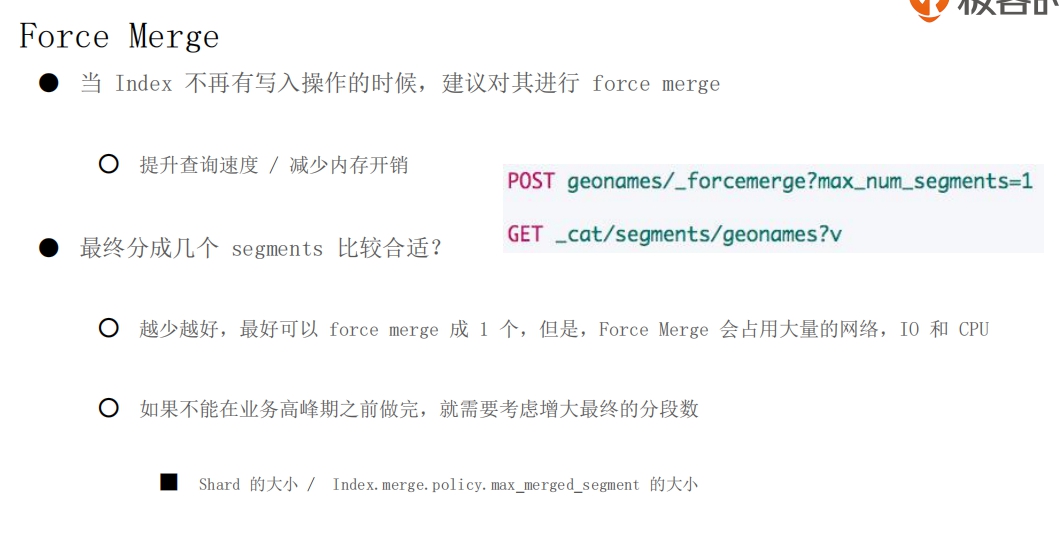 极客时
Force Merge
● 当 Index 不再有写入操作的时候，建议对其进行 force merge
○ 提升查询速度 / 减少内存开销
POST geonames/_forcemerge?max_num_segments=1
GET _cat/segments/geonames?v
● 最终分成几个 segments 比较合适？
○ 越少越好，最好可以 force merge 成 1 个，但是，Force Merge 会占用大量的网络，IO 和 CPU
○ 如果不能在业务高峰期之前做完，就需要考虑增大最终的分段数
■ Shard 的大小 / Index.merge.policy.max_merged_segment 的大小